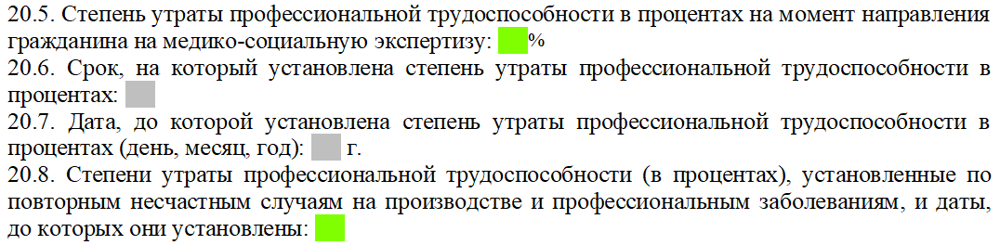 20.5. Степень утраты профессиональной трудоспособности в процентах на момент направления
гражданина на медико-социальную экспертизу: %
20.6. Срок, на который установлена степень утраты профессиональной трудоспособности в
процентах:
20.7. Дата, до которой установлена степень утраты профессиональной трудоспособности в
процентах (день, месяц, год): г.
20.8. Степени утраты профессиональной трудоспособности (в процентах), установленные по
повторным несчастным случаям на производстве и профессиональным заболеваниям, и даты,
до которых они установлены: